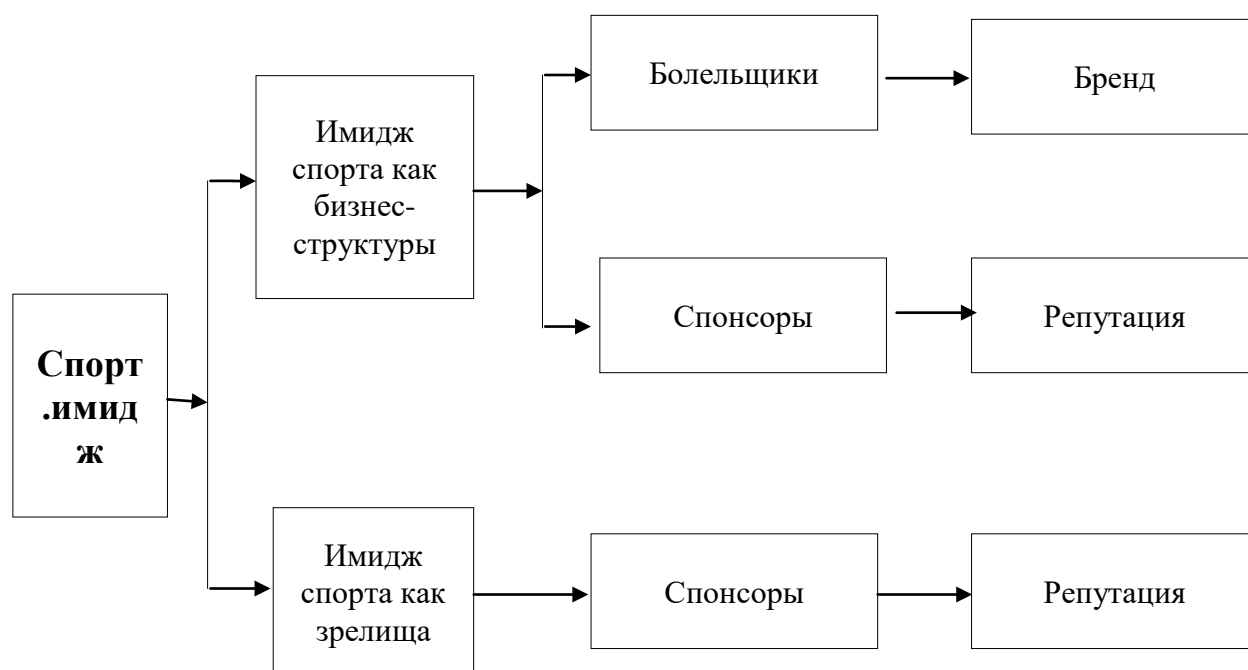 Спорт
.имид
ж
Имидж
спорта как
бизнес-
структуры
Болельщики
Бренд
Спонсоры
Репутация
Имидж
спорта как
зрелища
Спонсоры
Репутация